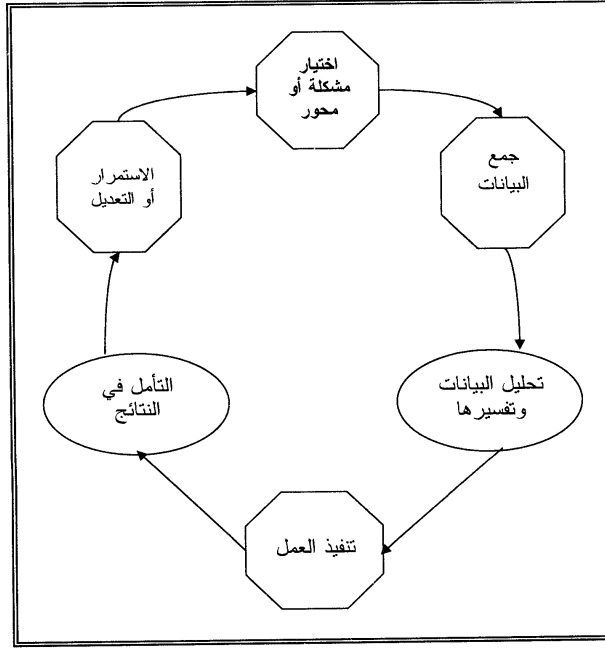 اختيار
مشكلة أو
محور
جمع
البيانات
تحليل البيانات
وتفسيرها
تنفيذ العمل
التأمل في
النتائج
الاستمرار
أو التعديل